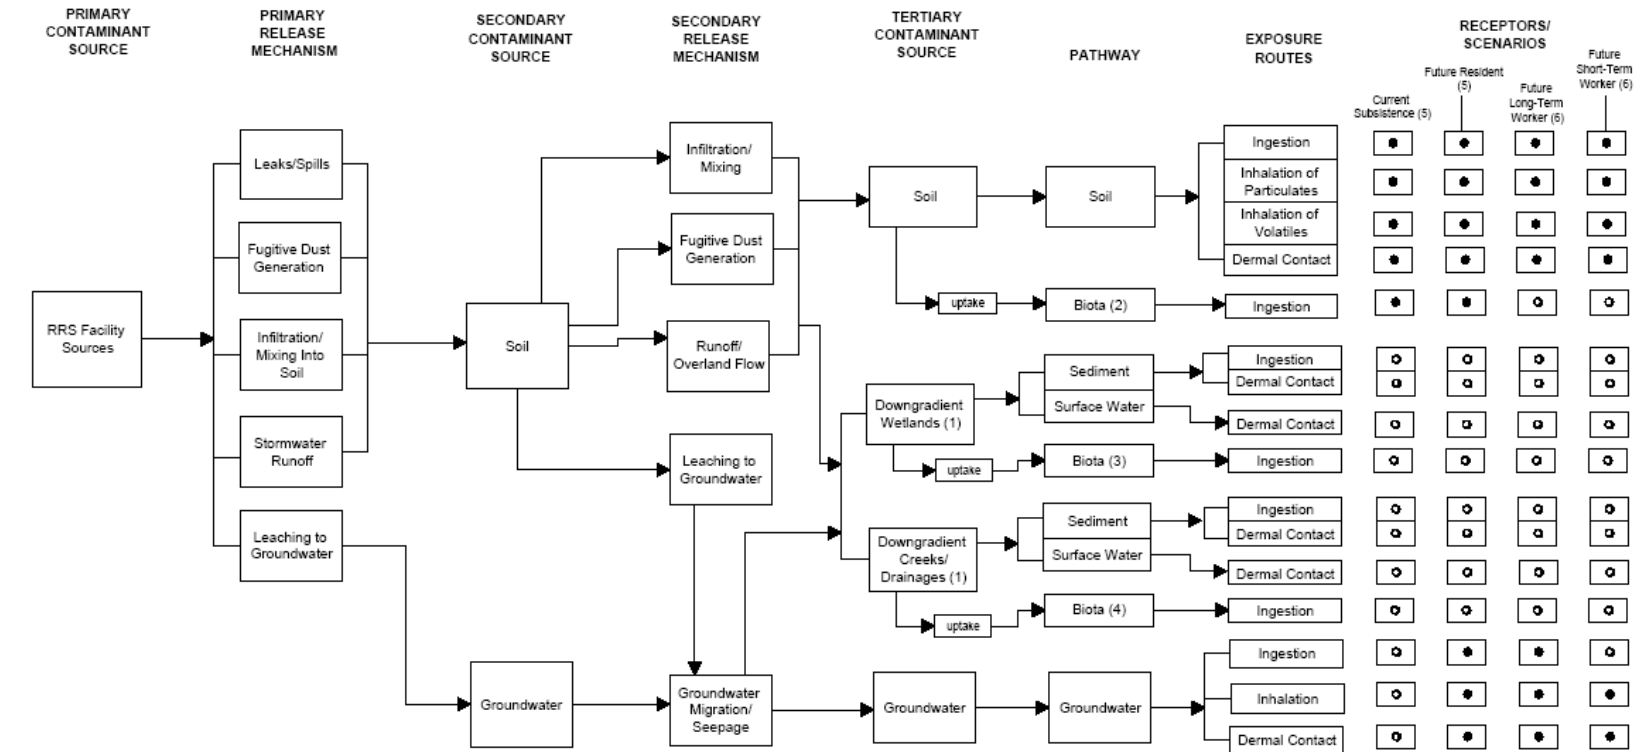 PRIMARY
CONTAMINANT
SOURCE
PRIMARY
RELEASE
MECHANISM
SECONDARY
CONTAMINANT
SOURCE
SECONDARY
RELEASE
MECHANISM
TERTIARY
CONTAMINANT
SOURCE
PATHWAY
EXPOSURE
ROUTES
RECEPTORS/
SCENARIOS
Current
Subsistence (5)
Future Resident
(5)
Future
Long-Term
Worker (6)
Future
Short-Term
Worker (6)
RRS Facility
Sources
Leaks/Spills
Fugitive Dust
Generation
Infiltration/
Mixing Into
Soil
Stormwater
Runoff
Leaching to
Groundwater
Soil
Groundwater
Infiltration/
Mixing
Fugitive Dust
Generation
Runoff/
Overland Flow
Leaching to
Groundwater
Groundwater
Migration/
Seepage
Soil
uptake
Downgradient
Wetlands (1)
uptake
Downgradient
Creeks/
Drainages (1)
uptake
Groundwater
Soil
Biota (2)
Sediment
Surface Water
Biota (3)
Sediment
Surface Water
Biota (4)
Groundwater
Ingestion
Inhalation of
Particulates
Inhalation of
Volatiles
Dermal Contact
Ingestion
Ingestion
Dermal Contact
Dermal Contact
Ingestion
Ingestion
Dermal Contact
Dermal Contact
Ingestion
Ingestion
Inhalation
Dermal Contact